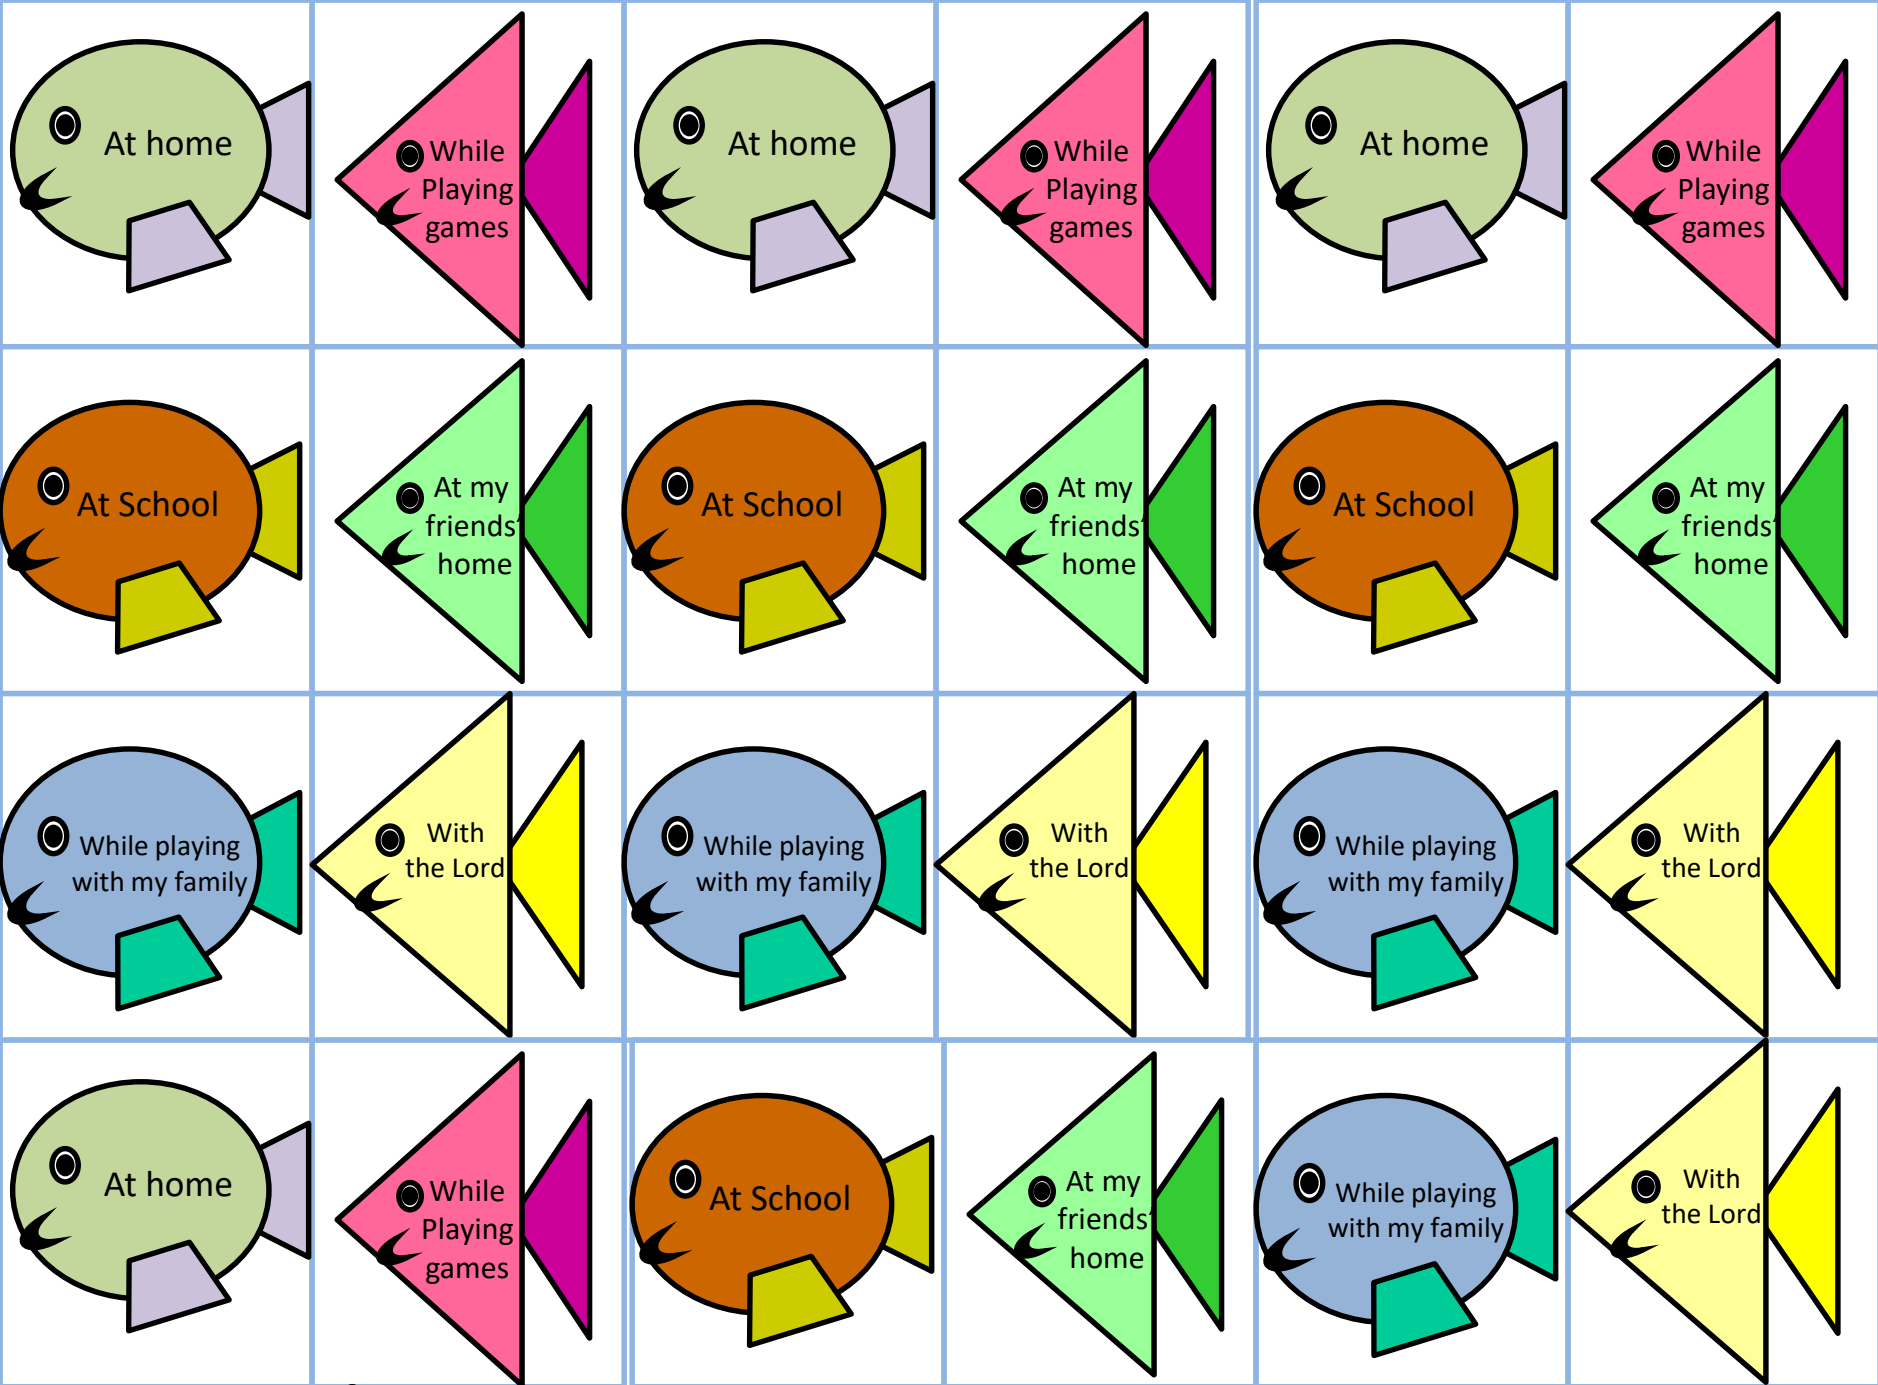 At home
While
Playing
games
At home
While
Playing
games
At home
While
Playing
games
At School
At my
friends'
home
At School
At my
friends'
home
At School
At my
friends'
home
While playing
with my family
With
the Lord
While playing
with my family
With
the Lord
While playing
with my family
With
the Lord
At home
While
Playing
games
At School
At my
friends'
home
While playing
with my family
With
the Lord